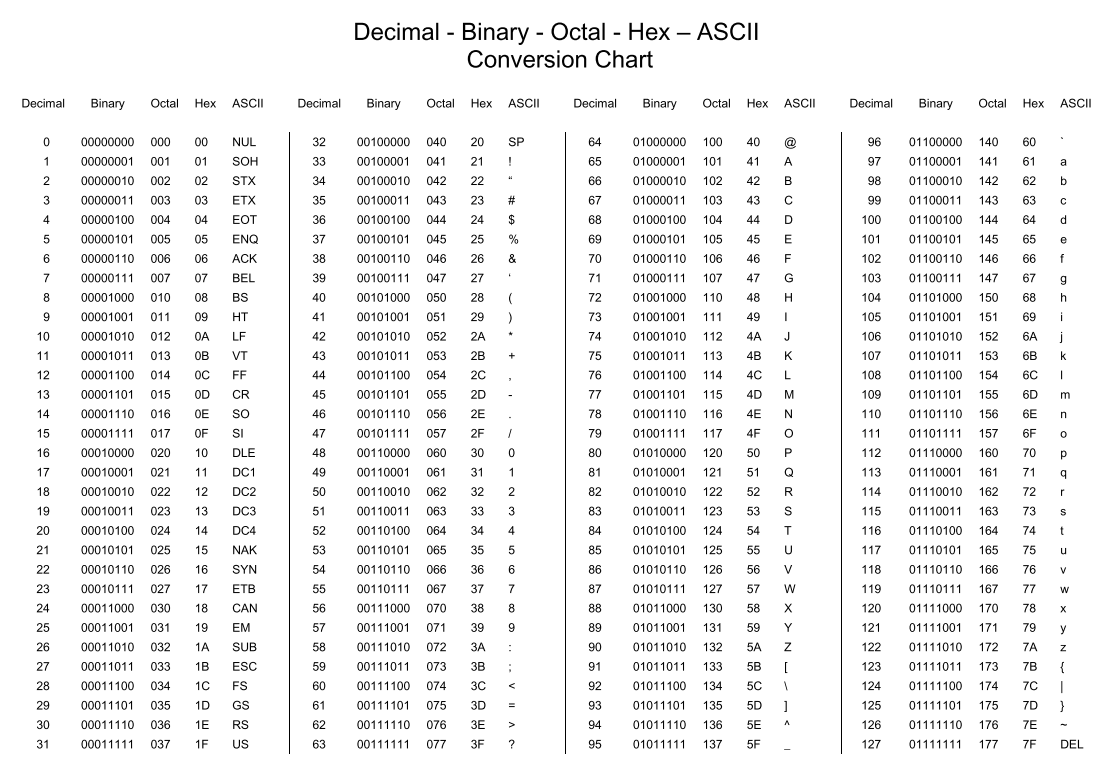 Decimal - Binary - Octal - Hex – ASCII
Conversion Chart
Decimal Binary Octal Hex ASCII Decimal Binary Octal Hex ASCII Decimal Binary Octal Hex ASCII Decimal Binary Octal Hex ASCII
0 00000000 000 00 NUL 32 00100000 040 20 SP 64 01000000 100 40 @ 96 01100000 140 60 `
1 00000001 001 01 SOH 33 00100001 041 21 ! 65 01000001 101 41 A 97 01100001 141 61 a
2 00000010 002 02 STX 34 00100010 042 22 “ 66 01000010 102 42 B 98 01100010 142 62 b
3 00000011 003 03 ETX 35 00100011 043 23 # 67 01000011 103 43 C 99 01100011 143 63 c
4 00000100 004 04 EOT 36 00100100 044 24 $ 68 01000100 104 44 D 100 01100100 144 64 d
5 00000101 005 05 ENQ 37 00100101 045 25 % 69 01000101 105 45 E 101 01100101 145 65 e
6 00000110 006 06 ACK 38 00100110 046 26 & 70 01000110 106 46 F 102 01100110 146 66 f
7 00000111 007 07 BEL 39 00100111 047 27 ‘ 71 01000111 107 47 G 103 01100111 147 67 g
8 00001000 010 08 BS 40 00101000 050 28 ( 72 01001000 110 48 H 104 01101000 150 68 h
9 00001001 011 09 HT 41 00101001 051 29 ) 73 01001001 111 49 I 105 01101001 151 69 i
10 00001010 012 0A LF 42 00101010 052 2A * 74 01001010 112 4A J 106 01101010 152 6A j
11 00001011 013 0B VT 43 00101011 053 2B + 75 01001011 113 4B K 107 01101011 153 6B k
12 00001100 014 0C FF 44 00101100 054 2C , 76 01001100 114 4C L 108 01101100 154 6C l
13 00001101 015 0D CR 45 00101101 055 2D - 77 01001101 115 4D M 109 01101101 155 6D m
14 00001110 016 0E SO 46 00101110 056 2E . 78 01001110 116 4E N 110 01101110 156 6E n
15 00001111 017 0F SI 47 00101111 057 2F / 79 01001111 117 4F O 111 01101111 157 6F o
16 00010000 020 10 DLE 48 00110000 060 30 0 80 01010000 120 50 P 112 01110000 160 70 p
17 00010001 021 11 DC1 49 00110001 061 31 1 81 01010001 121 51 Q 113 01110001 161 71 q
18 00010010 022 12 DC2 50 00110010 062 32 2 82 01010010 122 52 R 114 01110010 162 72 r
19 00010011 023 13 DC3 51 00110011 063 33 3 83 01010011 123 53 S 115 01110011 163 73 s
20 00010100 024 14 DC4 52 00110100 064 34 4 84 01010100 124 54 T 116 01110100 164 74 t
21 00010101 025 15 NAK 53 00110101 065 35 5 85 01010101 125 55 U 117 01110101 165 75 u
22 00010110 026 16 SYN 54 00110110 066 36 6 86 01010110 126 56 V 118 01110110 166 76 v
23 00010111 027 17 ETB 55 00110111 067 37 7 87 01010111 127 57 W 119 01110111 167 77 w
24 00011000 030 18 CAN 56 00111000 070 38 8 88 01011000 130 58 X 120 01111000 170 78 x
25 00011001 031 19 EM 57 00111001 071 39 9 89 01011001 131 59 Y 121 01111001 171 79 y
26 00011010 032 1A SUB 58 00111010 072 3A : 90 01011010 132 5A Z 122 01111010 172 7A z
27 00011011 033 1B ESC 59 00111011 073 3B ; 91 01011011 133 5B [ 123 01111011 173 7B {
28 00011100 034 1C FS 60 00111100 074 3C < 92 01011100 134 5C \ 124 01111100 174 7C |
29 00011101 035 1D GS 61 00111101 075 3D = 93 01011101 135 5D ] 125 01111101 175 7D }
30 00011110 036 1E RS 62 00111110 076 3E > 94 01011110 136 5E ^ 126 01111110 176 7E ~
31 00011111 037 1F US 63 00111111 077 3F ? 95 01011111 137 5F _ 127 01111111 177 7F DEL